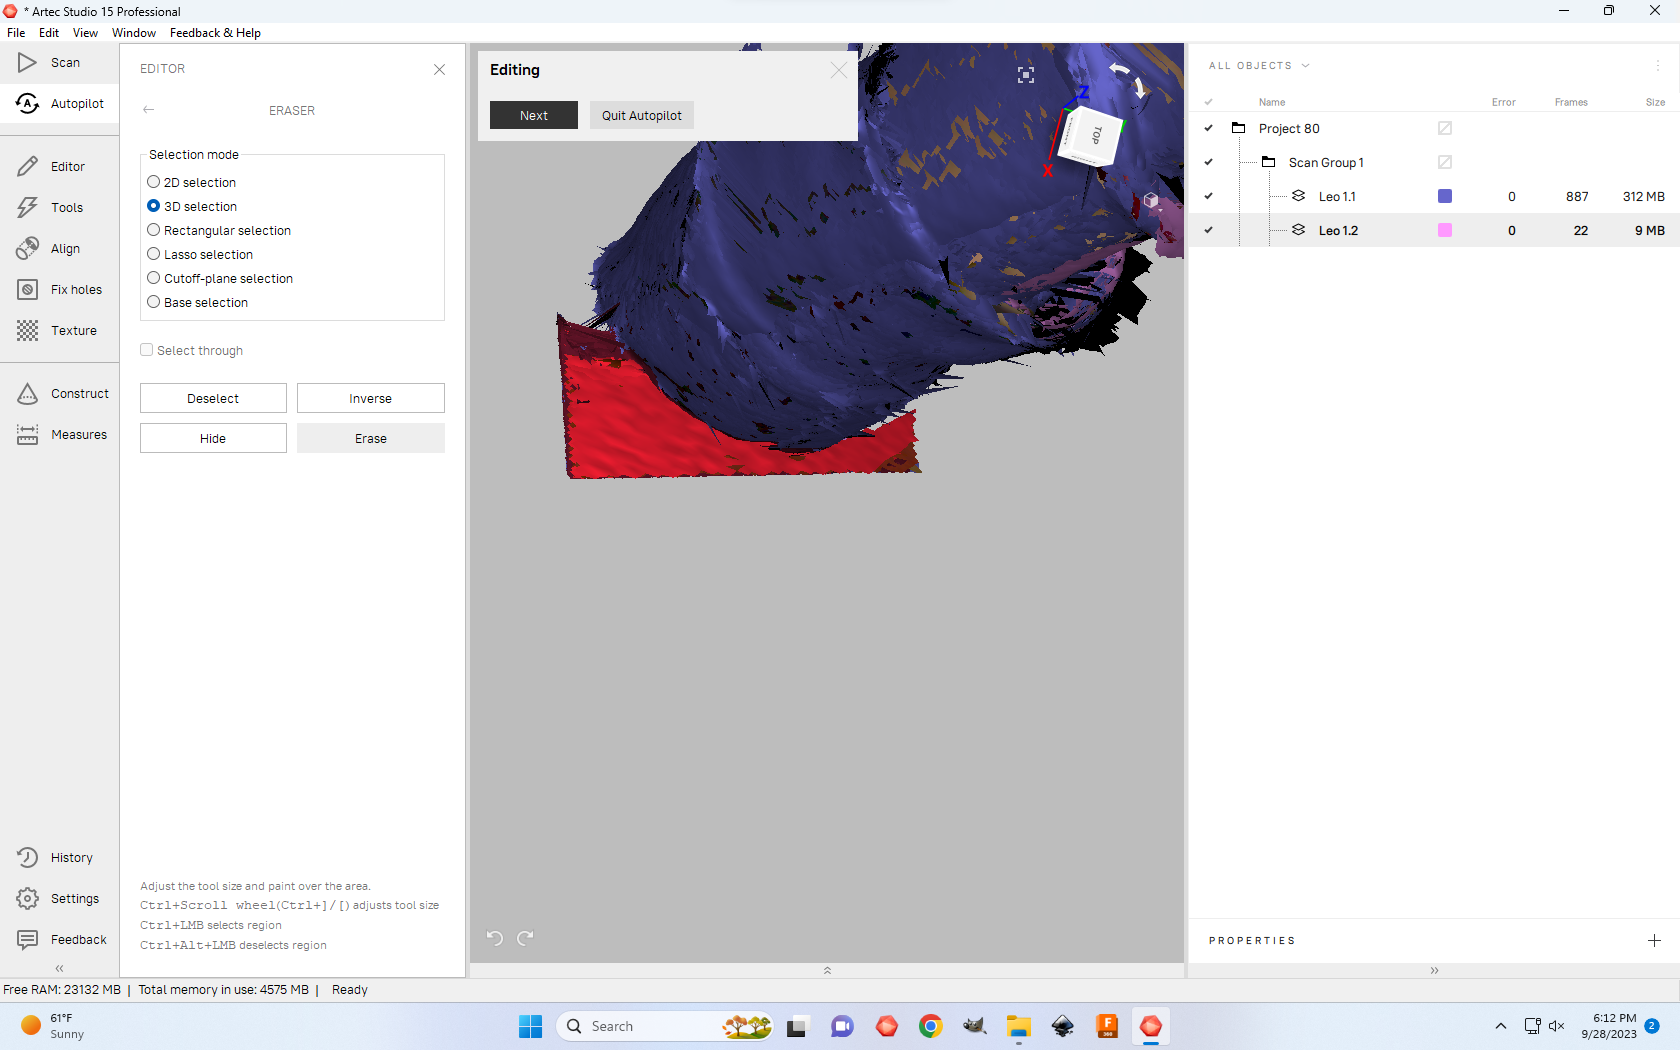 * Artec Studio 15 Professional
File Edit View Window Feedback & Help
Scan
Autopilot
Editor
Tools
Align
Fix holes
Texture
Construct
Measures
History
Settings
Feedback
EDITOR
ERASER
Selection mode
2D selection
3D selection
Rectangular selection
Lasso selection
Cutoff-plane selection
Base selection
Select through
Deselect Inverse
Hide Erase
Adjust the tool size and paint over the area.
Ctrl+Scroll wheel(Ctrl+]/[) adjusts tool size
Ctrl+LMB selects region
Ctrl+Alt+LMB deselects region
Editing
Next Quit Autopilot
Z
TOP
X
ALL OBJECTS
Name Error Frames Size
Project 80
Scan Group 1
Leo 1.1 0 887 312 MB
Leo 1.2 0 22 9 MB
PROPERTIES
Free RAM: 23132 MB | Total memory in use: 4575 MB | Ready
61°F
Sunny
Search
F
360
6:12 PM
9/28/2023
2